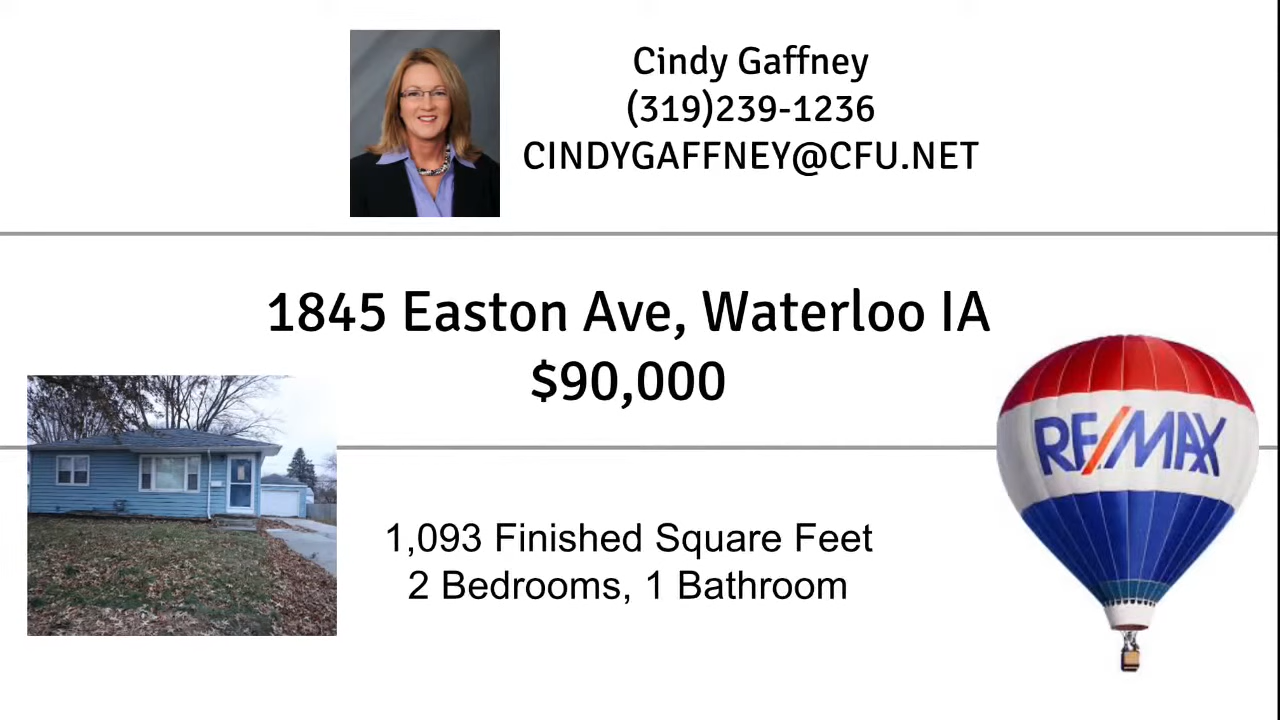 Cindy Gaffney
(319)239-1236
CINDYGAFFNEY@CFU.NET
1845 Easton Ave, Waterloo IA
$90,000
RE/MAX
1,093 Finished Square Feet
2 Bedrooms, 1 Bathroom